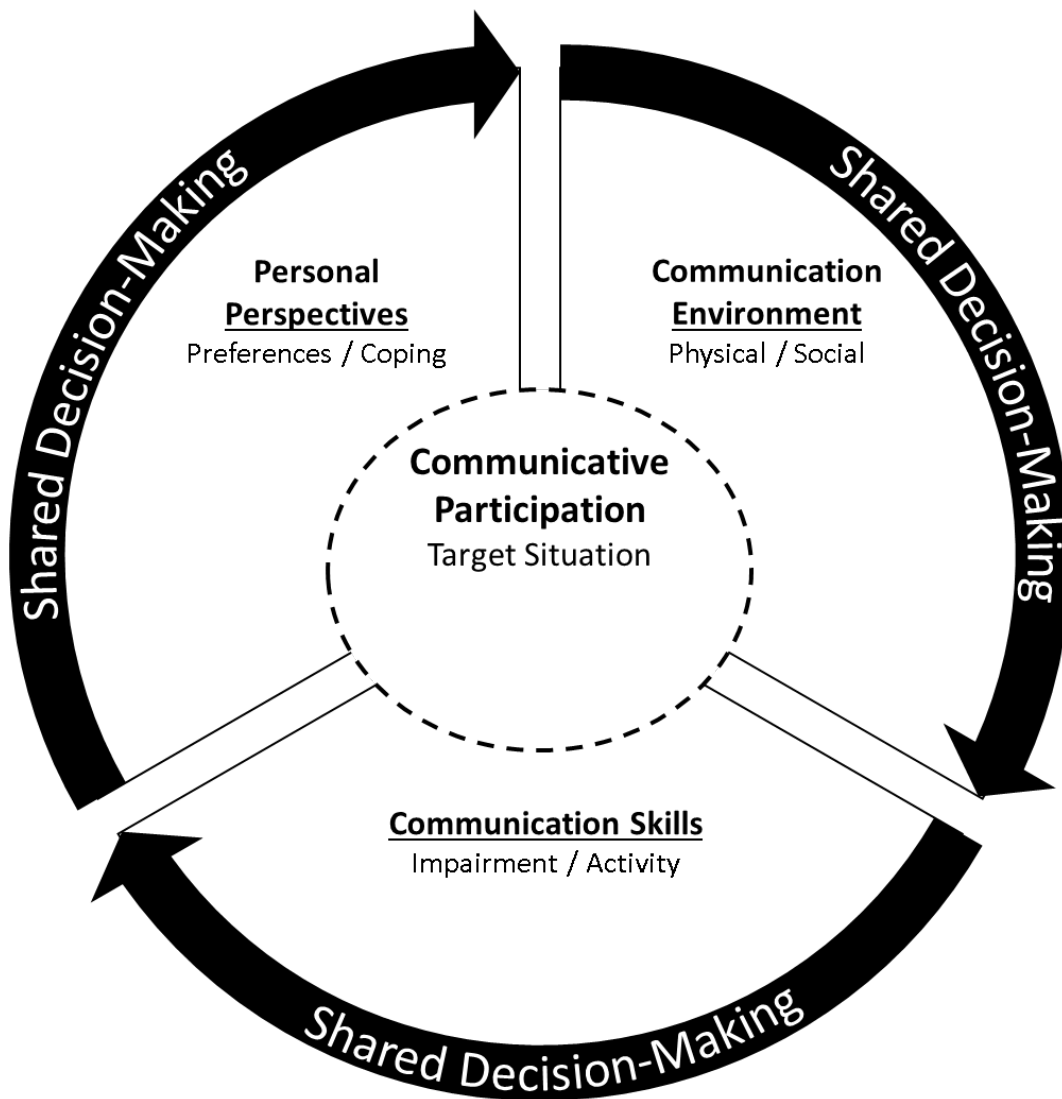 Shared Decision-Making
Shared Decision-Making
Personal
Perspectives
Preferences / Coping
Communication
Environment
Physical / Social
Communicative
Participation
Target Situation
Communication Skills
Impairment / Activity
Shared Decision-Making